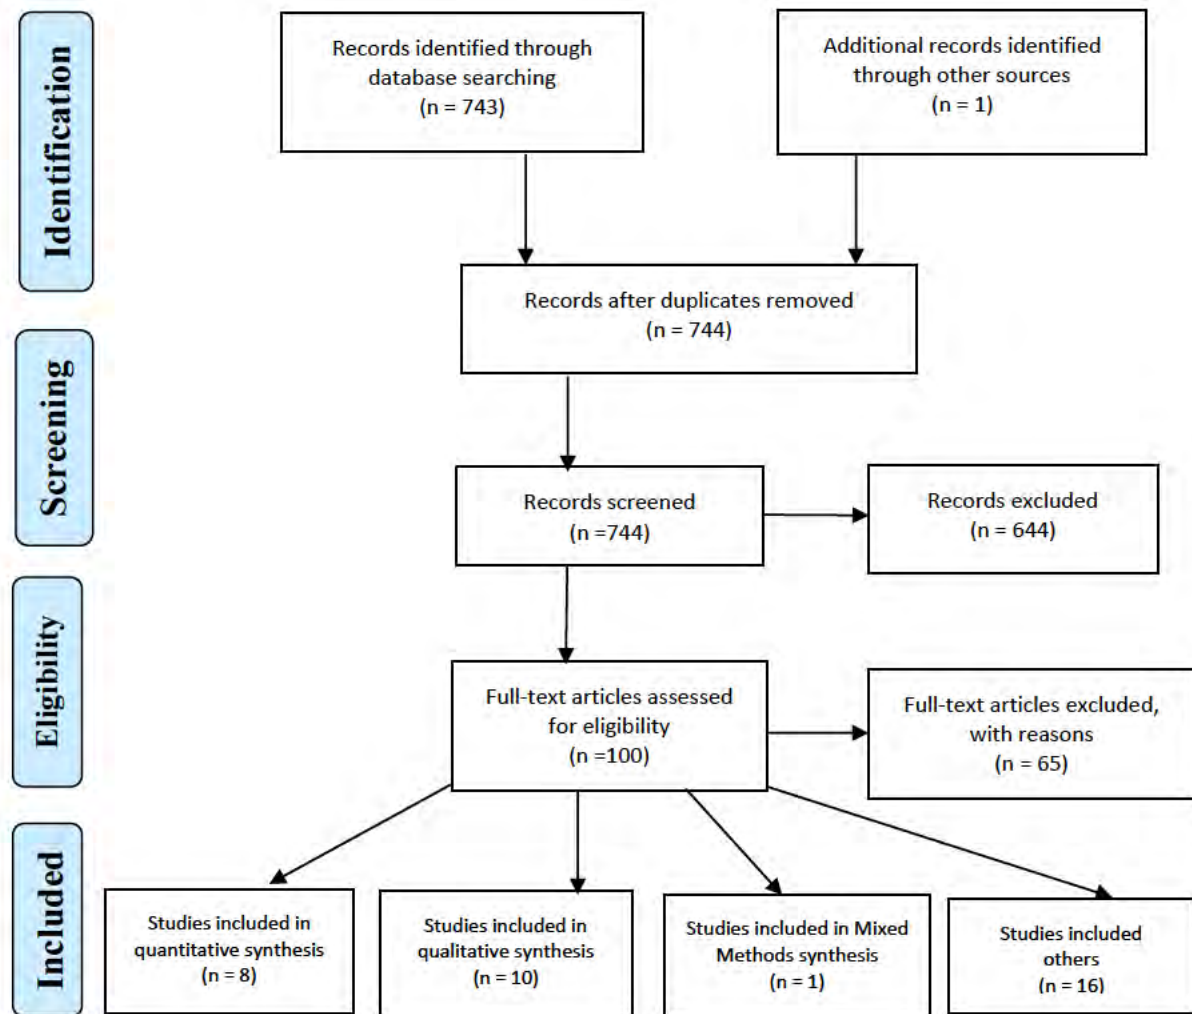 Identification
Records identified through
database searching
(n = 743)
Additional records identified
through other sources
(n = 1)
Records after duplicates removed
(n = 744)
Screening
Records screened
(n =744)
Records excluded
(n = 644)
Eligibility
Full-text articles assessed
for eligibility
(n =100)
Full-text articles excluded,
with reasons
(n = 65)
Included
Studies included in
quantitative synthesis
(n = 8)
Studies included in
qualitative synthesis
(n = 10)
Studies included in Mixed
Methods synthesis
(n = 1)
Studies included
others
(n = 16)